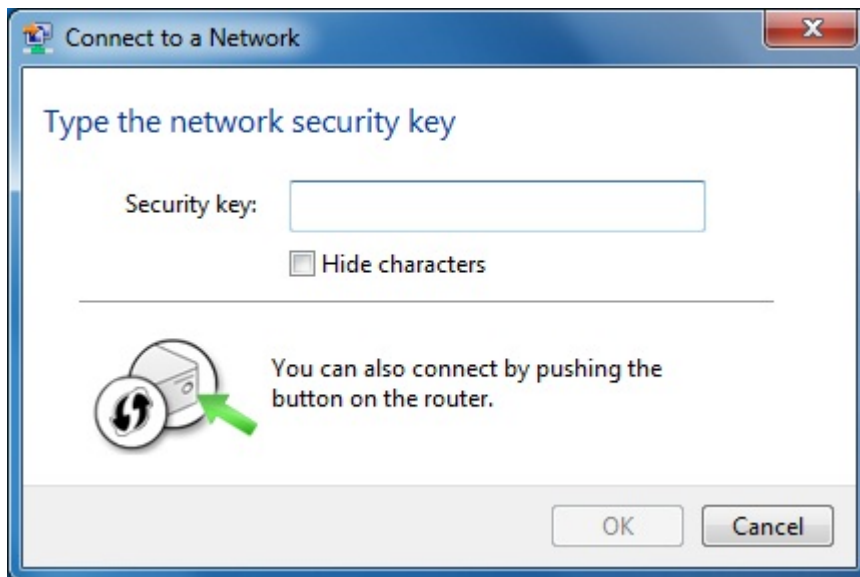 Connect to a Network
Type the network security key
Security key:
Hide characters
You can also connect by pushing the
button on the router.
OK Cancel